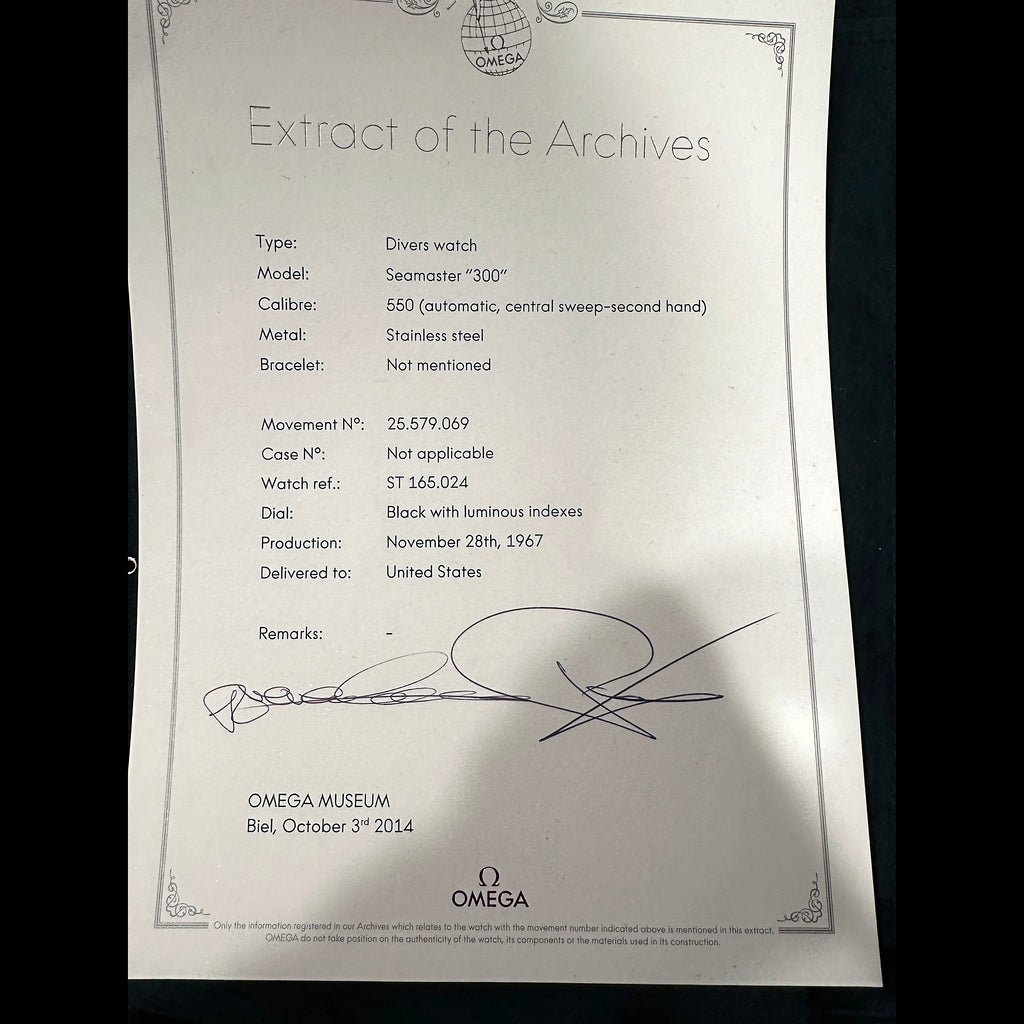 Ω
OMEGA
Extract of the Archives
Type: Divers watch
Model: Seamaster "300"
Calibre: 550 (automatic, central sweep-second hand)
Metal: Stainless steel
Bracelet: Not mentioned
Movement Nº: 25.579.069
Case Nº: Not applicable
Watch ref.: ST 165.024
Dial: Black with luminous indexes
Production: November 28th, 1967
Delivered to: United States
Remarks: -
OMEGA MUSEUM
Biel, October 3rd 2014
Ω
OMEGA
Only the information registered in our Archives which relates to the watch with the movement number indicated above is mentioned in this extract.
OMEGA do not take position on the authenticity of the watch, its components or the materials used in its construction.